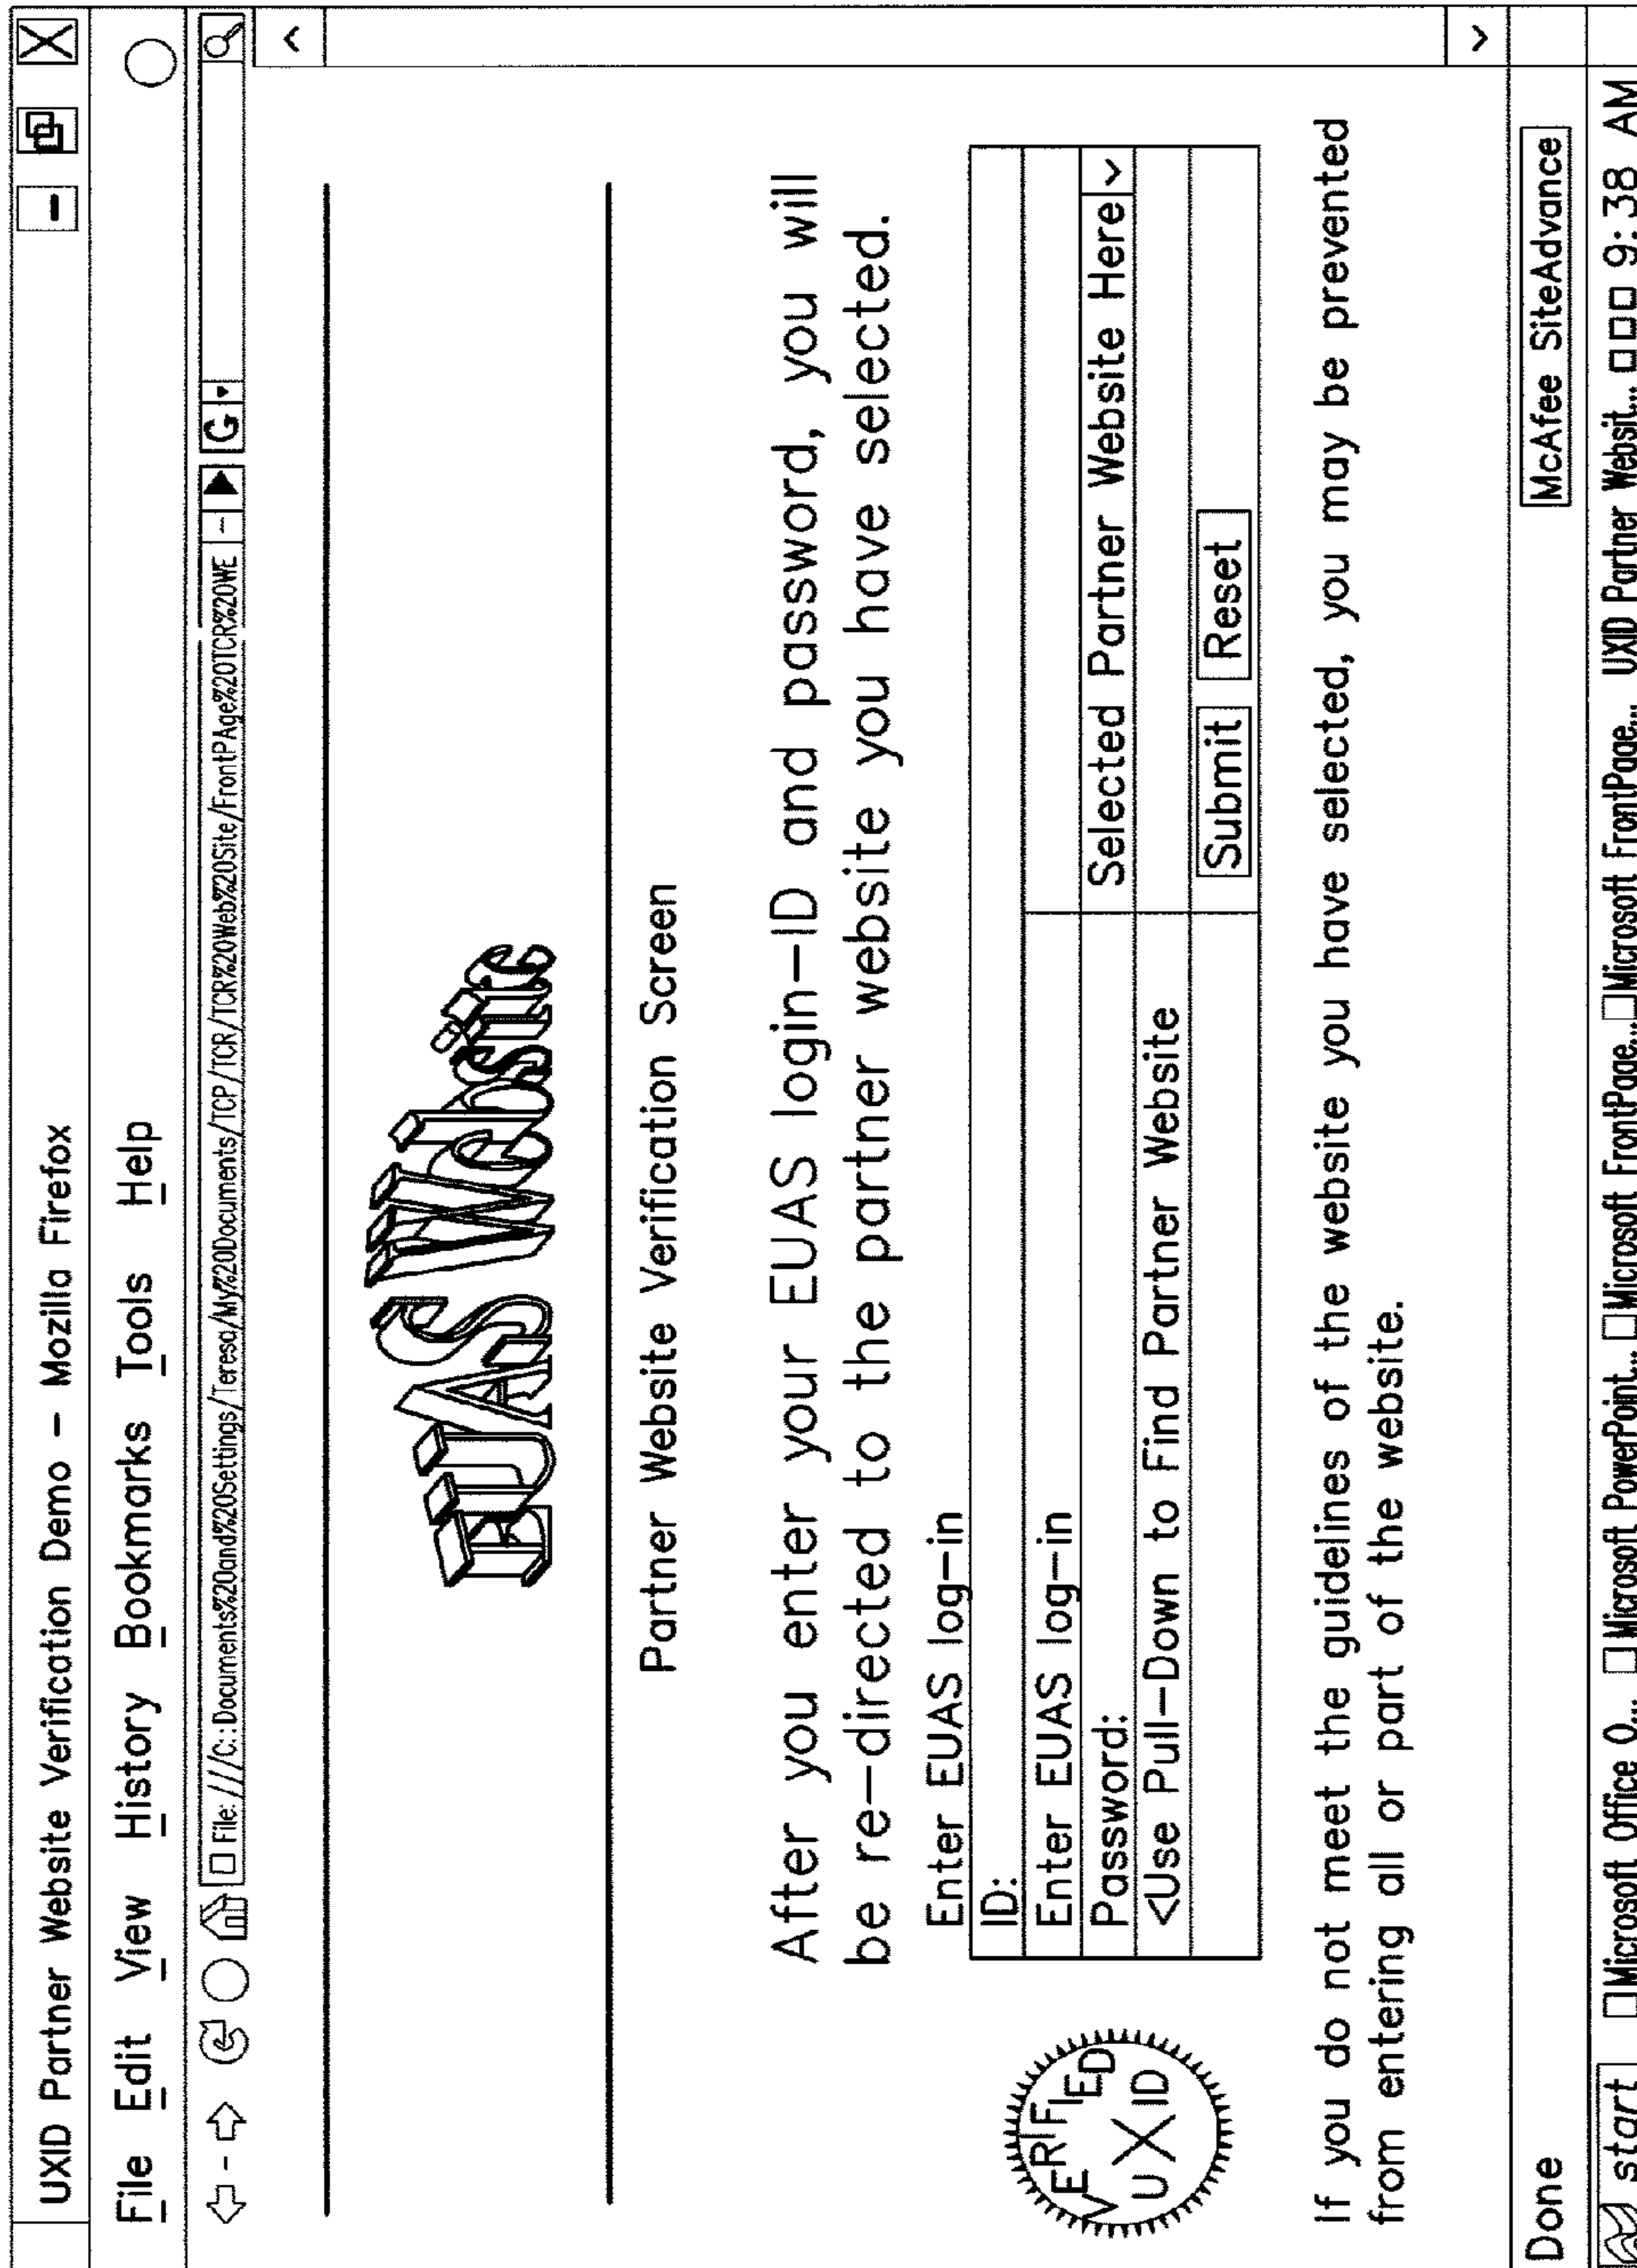 UXID Partner Website Verification Demo - Mozilla Firefox
File Edit View History Bookmarks Tools Help
File: ///C::Documents%20and%20Settings/Teresa/My%20Documents/TCP/TCR/TCR%20Web%20Site/FrontPAge%20TCR%20WE G
EUAS Website
Partner Website Verification Screen
After you enter your EUAS login-ID and password, you will
be re-directed to the partner website you have selected.
Enter EUAS log-in
ID:
Enter EUAS log-in
Password: Selected Partner Website Here
<Use Pull-Down to Find Partner Website
Submit Reset
VERIFIED
UXID
If you do not meet the guidelines of the website you have selected, you may be prevented
from entering all or part of the website.
Done McAfee SiteAdvance
start Microsoft Office O... Microsoft PowerPoint... Microsoft FrontPage... Microsoft FrontPage... UXID Partner Websit... 9:38 AM